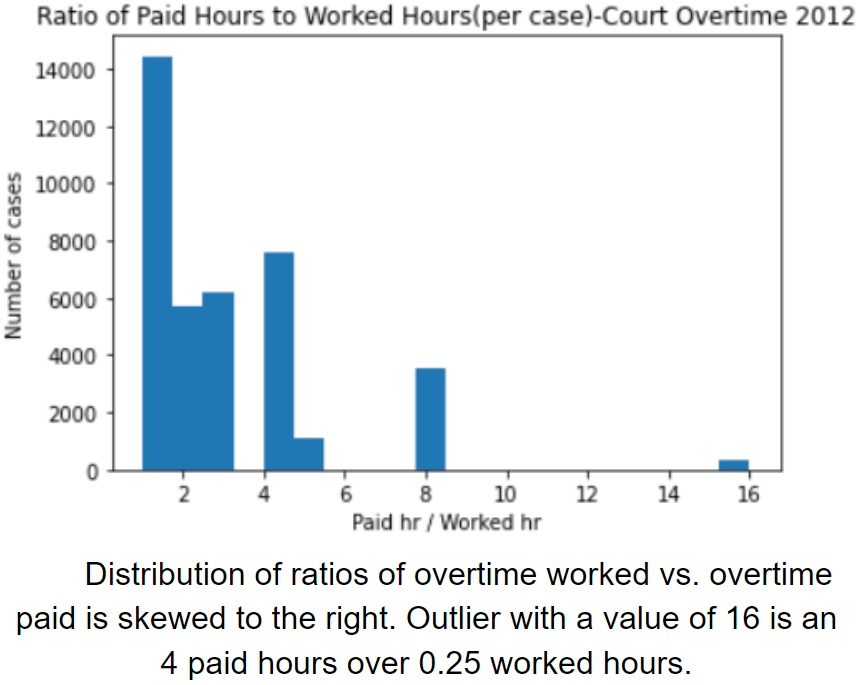 Ratio of Paid Hours to Worked Hours(per case)-Court Overtime 2012
14000
12000
10000
8000
6000
4000
2000
0
Number of cases
2 4 6 8 10 12 14 16
Paid hr / Worked hr
Distribution of ratios of overtime worked vs. overtime
paid is skewed to the right. Outlier with a value of 16 is an
4 paid hours over 0.25 worked hours.